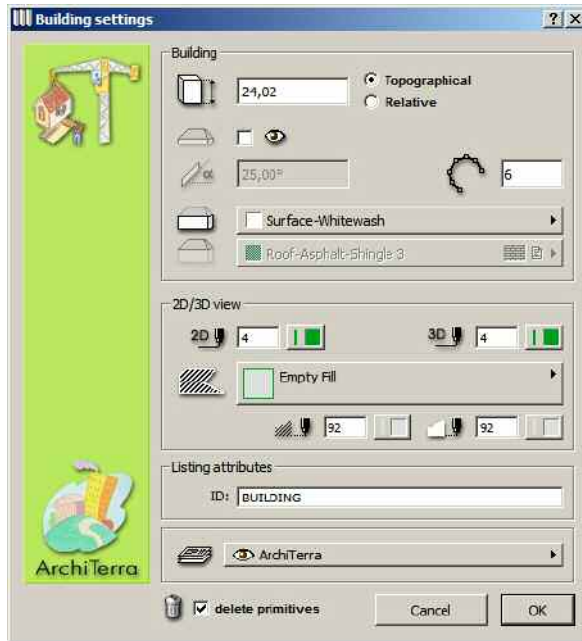 Building settings
Building
24,02
Topographical
Relative
α
25,00°
6
Surface-Whitewash
Roof-Asphalt-Shingle 3
2D/3D view
2D
4
3D
4
Empty Fill
92
92
Listing attributes
ID: BUILDING
ArchiTerra
ArchiTerra
delete primitives
Cancel
OK